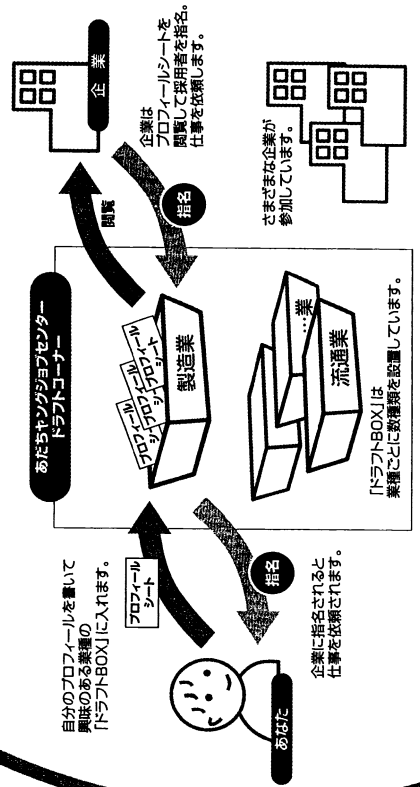 自分のプロフィールを書いて
興味のある業種の
「ドラフトBOX」に入れます。
プロフィール
シート
指名
企業に指名されると
仕事を依頼されます。
あなた
あだちヤングジョブセンター
ドラフトコーナー
プロフィール
シート
プロフィール
シート
プロフィール
シート
製造業
…業
流通業
「ドラフトBOX」は
業種ごとに数種類を設置しています。
閲覧
指名
企業
企業は
プロフィールシートを
閲覧して採用者を指名。
仕事を依頼します。
さまざまな企業が
参加しています。